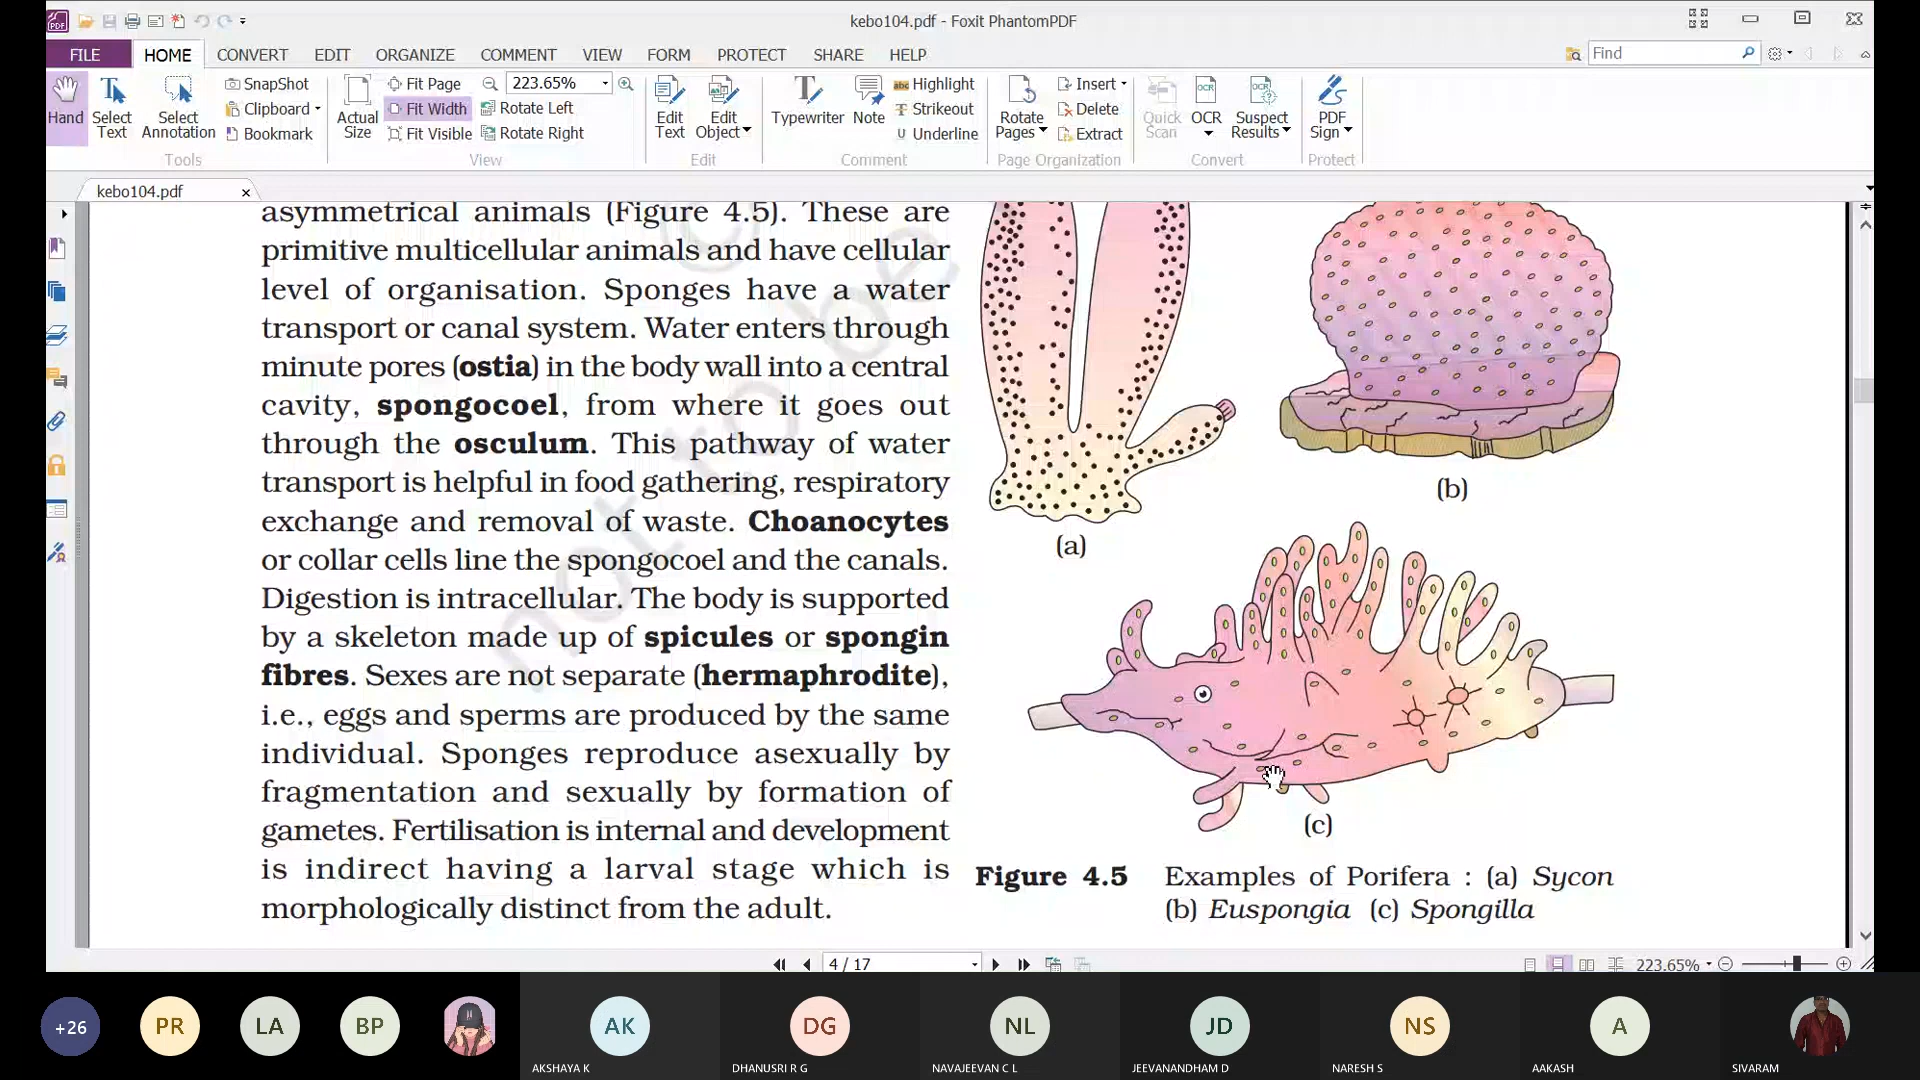 kebo104.pdf - Foxit PhantomPDF
FILE HOME CONVERT EDIT ORGANIZE COMMENT VIEW FORM PROTECT SHARE HELP
Find
Hand
Select
Text
Select
Annotation
SnapShot
Clipboard
Bookmark
Tools
Actual
Size
Fit Page
Fit Width
Fit Visible
223.65%
Rotate Left
Rotate Right
View
Edit
Text
Edit
Object
Edit
Typewriter
Note
Highlight
Strikeout
Underline
Comment
Rotate
Pages
Insert
Delete
Extract
Page Organization
Quick
Scan
OCR
OCR
OCR
Suspect
Results
Convert
PDF
Sign
Protect
kebo104.pdf
asymmetrical animals (Figure 4.5). These are
primitive multicellular animals and have cellular
level of organisation. Sponges have a water
transport or canal system. Water enters through
minute pores (ostia) in the body wall into a central
cavity, spongocoel, from where it goes out
through the osculum. This pathway of water
transport is helpful in food gathering, respiratory
exchange and removal of waste. Choanocytes
or collar cells line the spongocoel and the canals.
Digestion is intracellular. The body is supported
by a skeleton made up of spicules or spongin
fibres. Sexes are not separate (hermaphrodite),
i.e., eggs and sperms are produced by the same
individual. Sponges reproduce asexually by
fragmentation and sexually by formation of
gametes. Fertilisation is internal and development
is indirect having a larval stage which is
morphologically distinct from the adult.
© not to be
(a)
(b)
(c)
Figure 4.5 Examples of Porifera : (a) Sycon
(b) Euspongia (c) Spongilla
4 / 17
223.65%
+26
PR
LA
BP
AK
AKSHAYA K
DG
DHANUSRI R G
NL
NAVAJEEVAN C L
JD
JEEVANANDHAM D
NS
NARESH S
A
AAKASH
SIVARAM